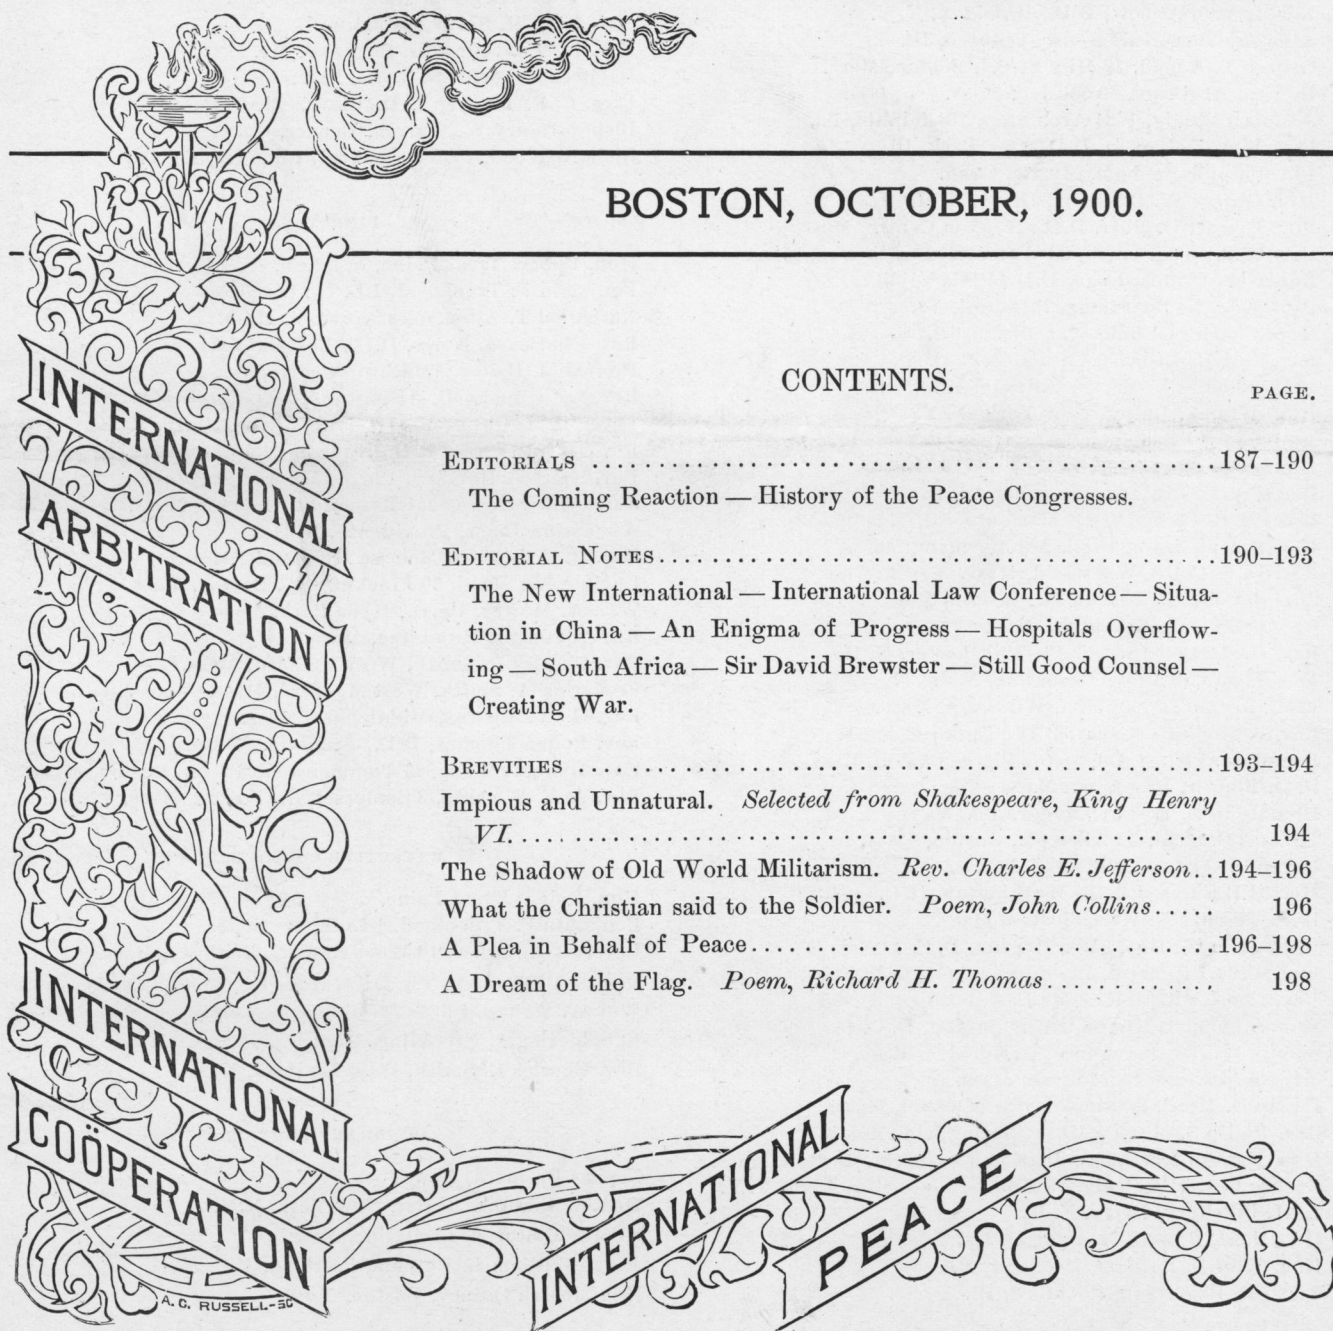 BOSTON, OCTOBER, 1900.
CONTENTS.
PAGE.
EDITORIALS ............................................... 187–190
The Coming Reaction — History of the Peace Congresses.
EDITORIAL NOTES.......................................... 190–193
The New International — International Law Conference — Situa-
tion in China — An Enigma of Progress — Hospitals Overflow-
ing — South Africa — Sir David Brewster — Still Good Counsel —
Creating War.
BREVITIES ................................................ 193–194
Impious and Unnatural. Selected from Shakespeare, King Henry
VI..................................................... 194
The Shadow of Old World Militarism. Rev. Charles E. Jefferson..194–196
What the Christian said to the Soldier. Poem, John Collins..... 196
A Plea in Behalf of Peace...................................196–198
A Dream of the Flag. Poem, Richard H. Thomas............. 198
INTERNATIONAL
ARBITRATION
INTERNATIONAL
COÖPERATION
INTERNATIONAL
PEACE
A. G. RUSSELL-SC